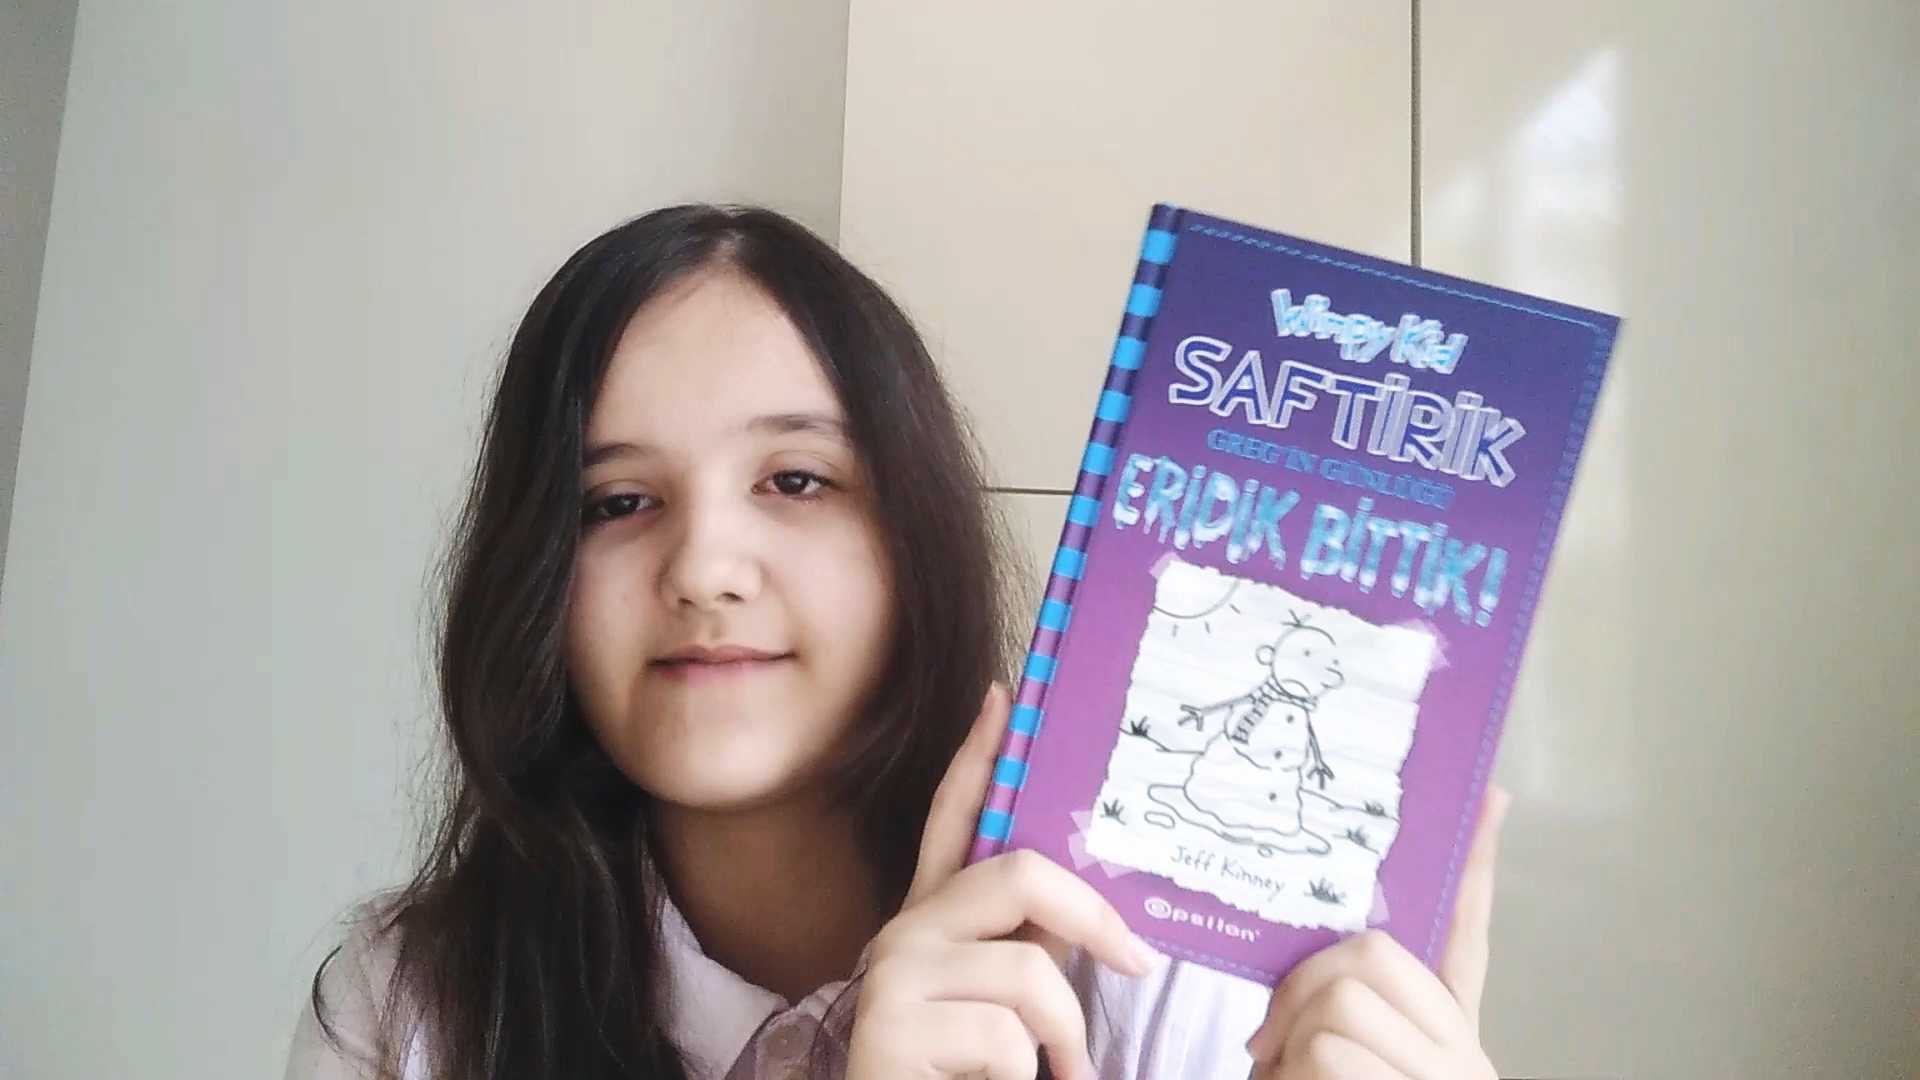 Wimpy Kid
SAFTİRİK
GREG'İN GÜNLÜĞÜ
ERİDİK BİTTİK!
Jeff Kinney
epsilon